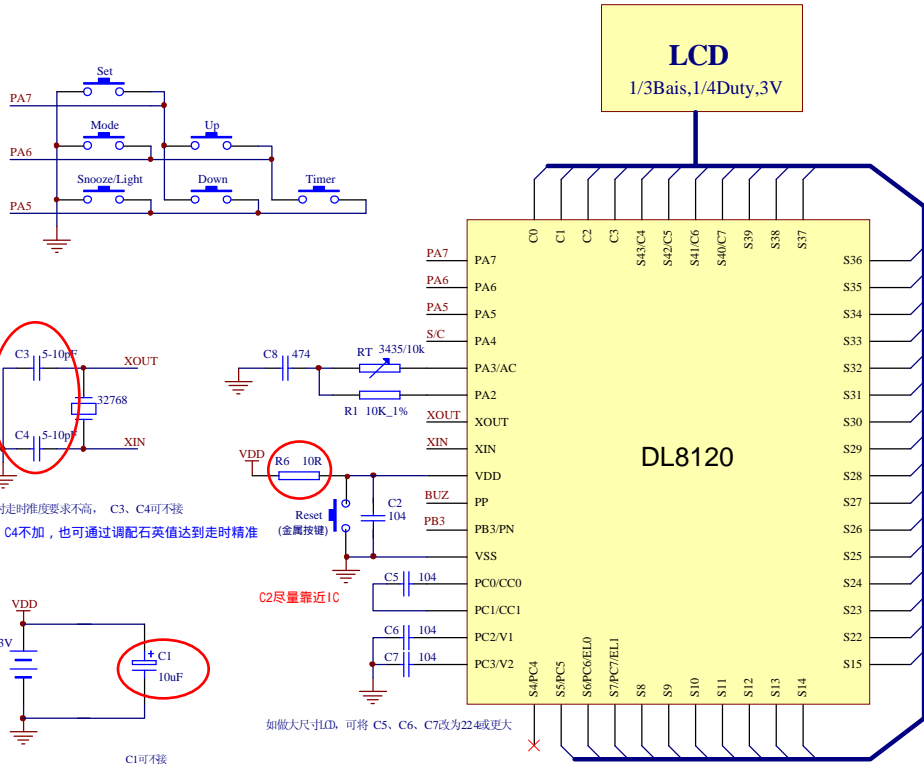 LCD
1/3Bais,1/4Duty,3V
Set
PA7
Mode
Up
PA6
Snooze/Light
Down
Timer
PA5
C0
C1
C2
C3
S43/C4
S42/C5
S41/C6
S40/C7
S39
S38
S37
PA7
PA7
S36
PA6
PA6
S35
PA5
PA5
S34
S/C
PA4
S33
C8 474
RT 3435/10k
PA3/AC
S32
R1 10K_1%
PA2
S31
XOUT
XOUT
S30
XIN
XIN
S29
C3 5-10pF
XOUT
32768
C4 5-10pF
XIN
VDD
R6 10R
VDD
S28
DL8120
BUZ
PP
S27
Reset
(金属按键)
C2
104
PB3
PB3/PN
S26
VSS
S25
时走时准度要求不高， C3、C4可不接
C4不加，也可通过调配石英值达到走时精准
C2尽量靠近IC
C5 104
PC0/CC0
S24
PC1/CC1
S23
C6 104
PC2/V1
S22
C7 104
PC3/V2
S15
VDD
3V
+ C1
10uF
C1可不接
S4/PC4
S5/PC5
S6/PC6/EL0
S7/PC7/EL1
S8
S9
S10
S11
S12
S13
S14
如做大尺寸LCD, 可将 C5、C6、C7改为224或更大